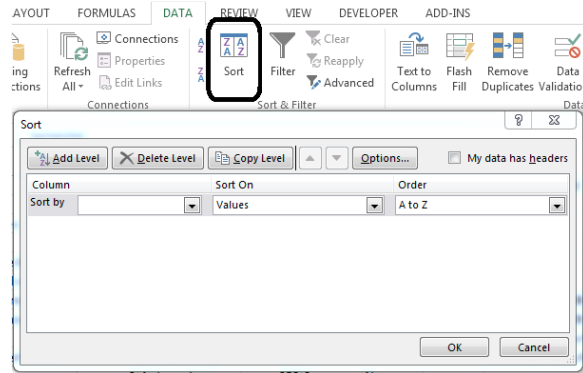 AYOUT FORMULAS DATA REVIEW VIEW DEVELOPER ADD-INS
Connections
Properties
Edit Links
ing
ctions
Refresh
All
Connections
Sort
Filter
Clear
Reapply
Advanced
Sort & Filter
Text to
Columns
Flash
Fill
Remove
Duplicates
Data
Validatio
Data
Sort
Add Level Delete Level Copy Level Options... My data has headers
Column Sort On Order
Sort by Values A to Z
OK Cancel